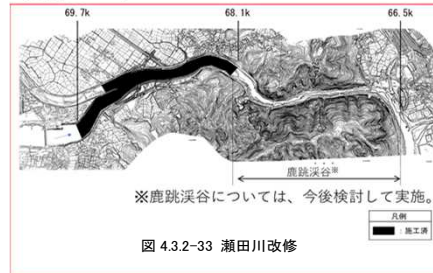 69.7k 68.1k 66.5k
鹿跳渓谷※
※鹿跳渓谷については、今後検討して実施。
凡例
：施工済
図 4.3.2-33 瀬田川改修